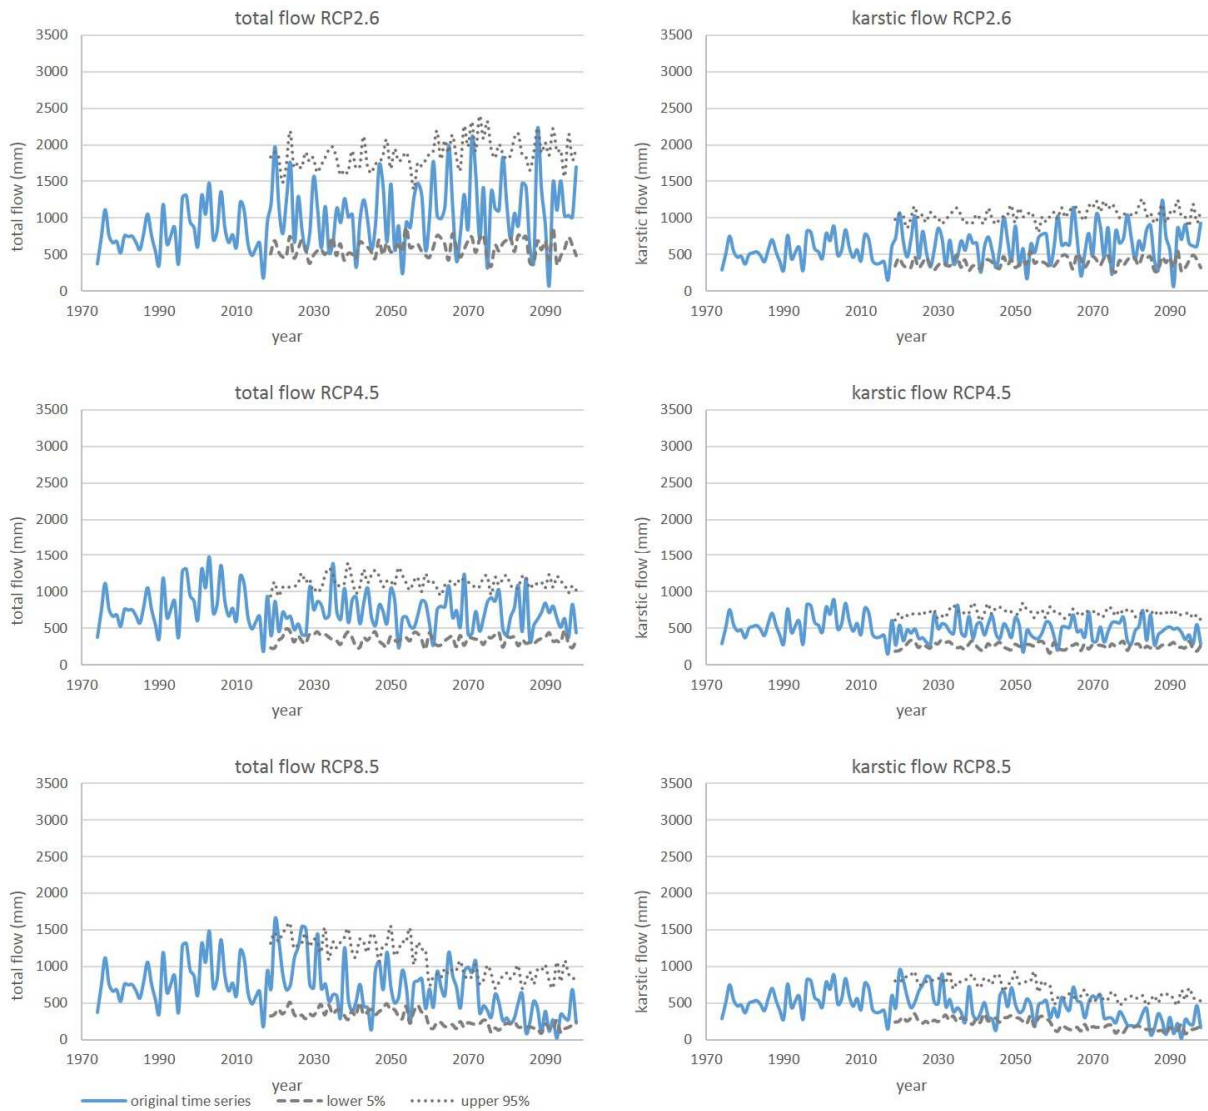 total flow RCP2.6
3500
3000
2500
2000
1500
1000
500
0
total flow (mm)
1970 1990 2010 2030 2050 2070 2090
year
karstic flow RCP2.6
3500
3000
2500
2000
1500
1000
500
0
karstic flow (mm)
1970 1990 2010 2030 2050 2070 2090
year
total flow RCP4.5
3500
3000
2500
2000
1500
1000
500
0
total flow (mm)
1970 1990 2010 2030 2050 2070 2090
year
karstic flow RCP4.5
3500
3000
2500
2000
1500
1000
500
0
karstic flow (mm)
1970 1990 2010 2030 2050 2070 2090
year
total flow RCP8.5
3500
3000
2500
2000
1500
1000
500
0
total flow (mm)
1970 1990 2010 2030 2050 2070 2090
year
karstic flow RCP8.5
3500
3000
2500
2000
1500
1000
500
0
karstic flow (mm)
1970 1990 2010 2030 2050 2070 2090
year
original time series lower 5% upper 95%